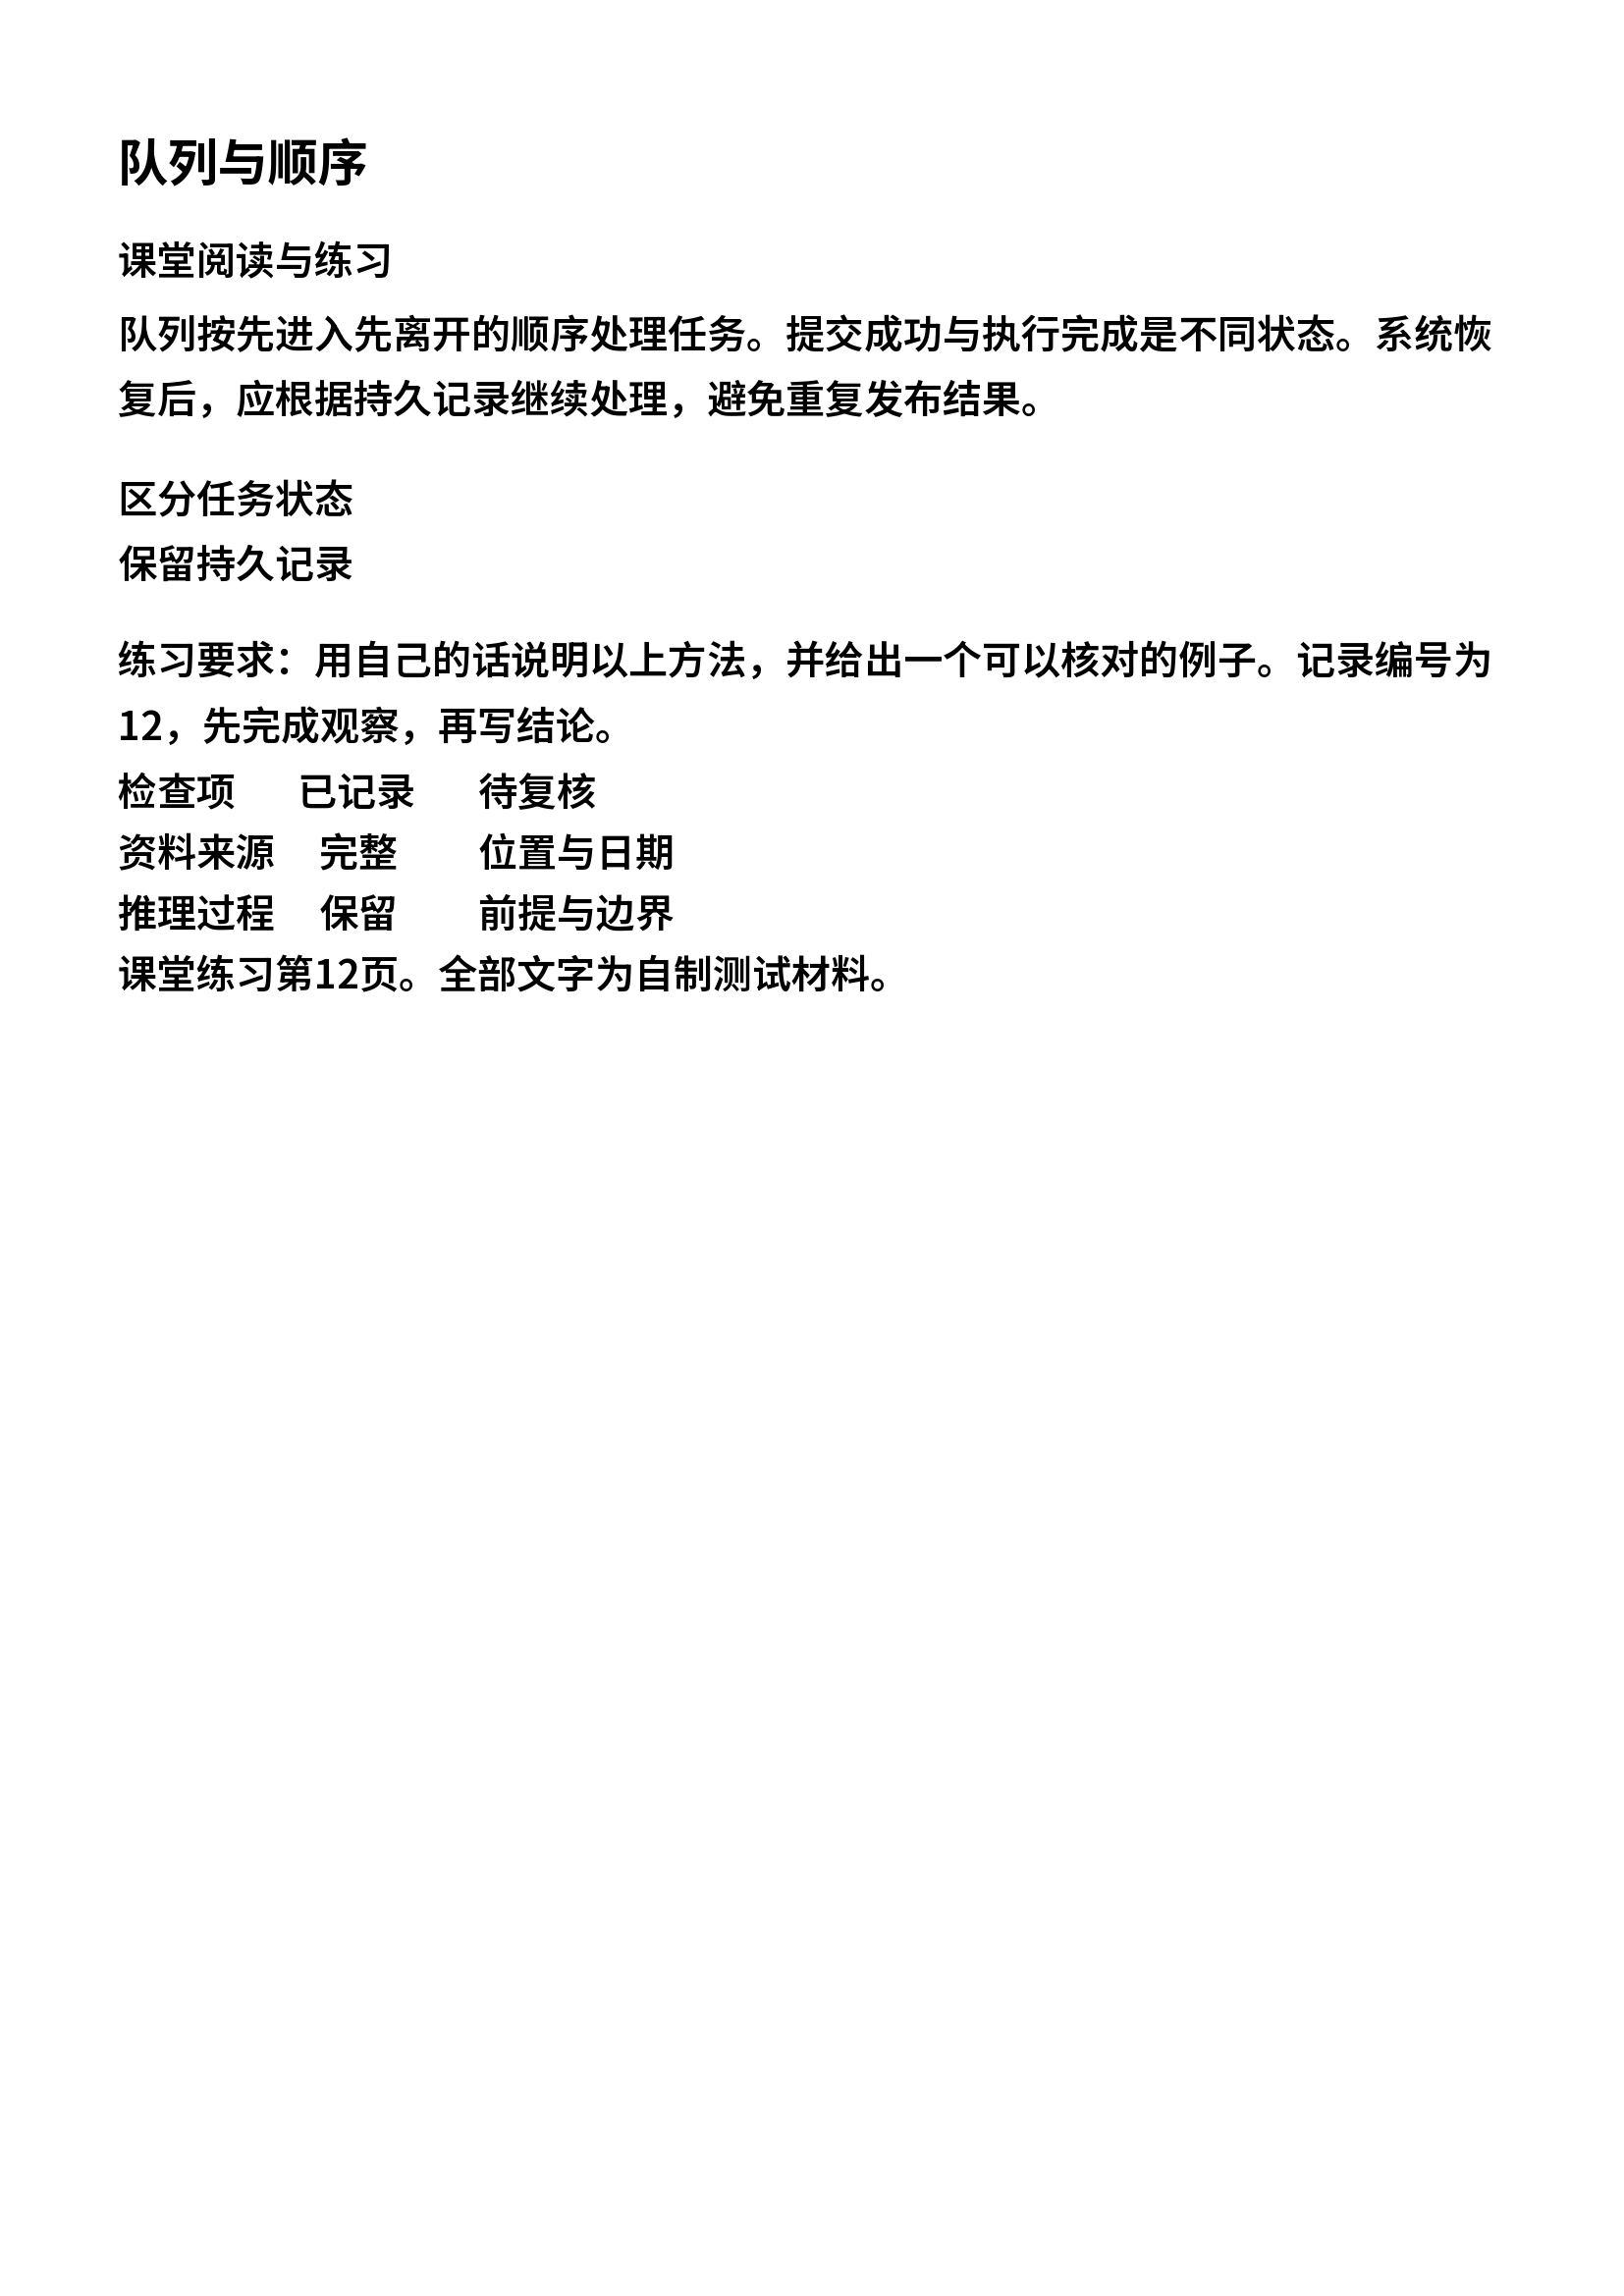 队列与顺序
课堂阅读与练习
队列按先进入先离开的顺序处理任务。提交成功与执行完成是不同状态。系统恢
复后，应根据持久记录继续处理，避免重复发布结果。
区分任务状态
保留持久记录
练习要求：用自己的话说明以上方法，并给出一个可以核对的例子。记录编号为
12，先完成观察，再写结论。
检查项 已记录 待复核
资料来源 完整 位置与日期
推理过程 保留 前提与边界
课堂练习第12页。全部文字为自制测试材料。